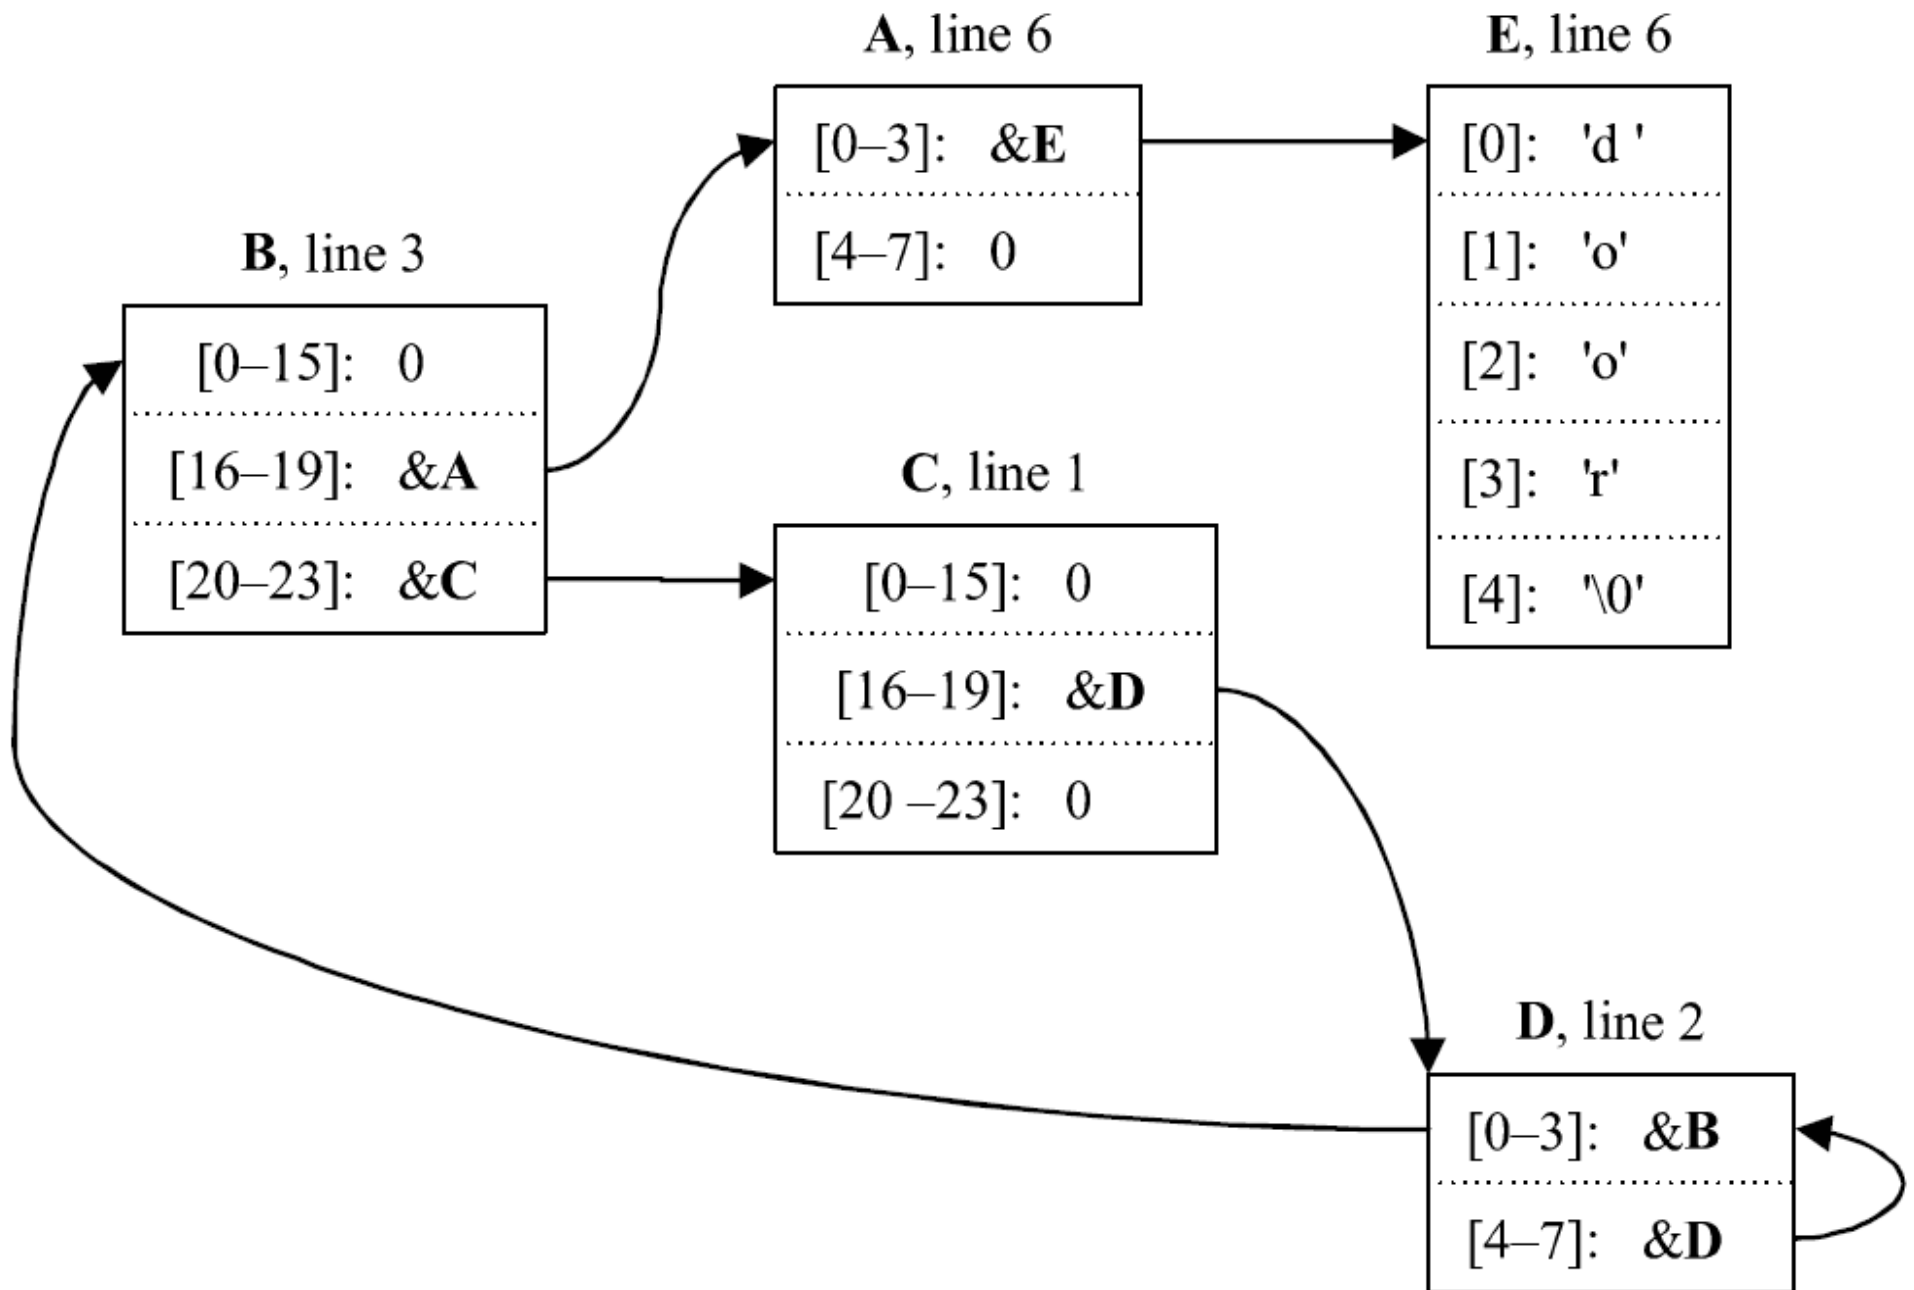 A, line 6
[0–3]: &E
[4–7]: 0
E, line 6
[0]: 'd '
[1]: 'o'
[2]: 'o'
[3]: 'r'
[4]: '\0'
B, line 3
[0–15]: 0
[16–19]: &A
[20–23]: &C
C, line 1
[0–15]: 0
[16–19]: &D
[20 –23]: 0
D, line 2
[0–3]: &B
[4–7]: &D